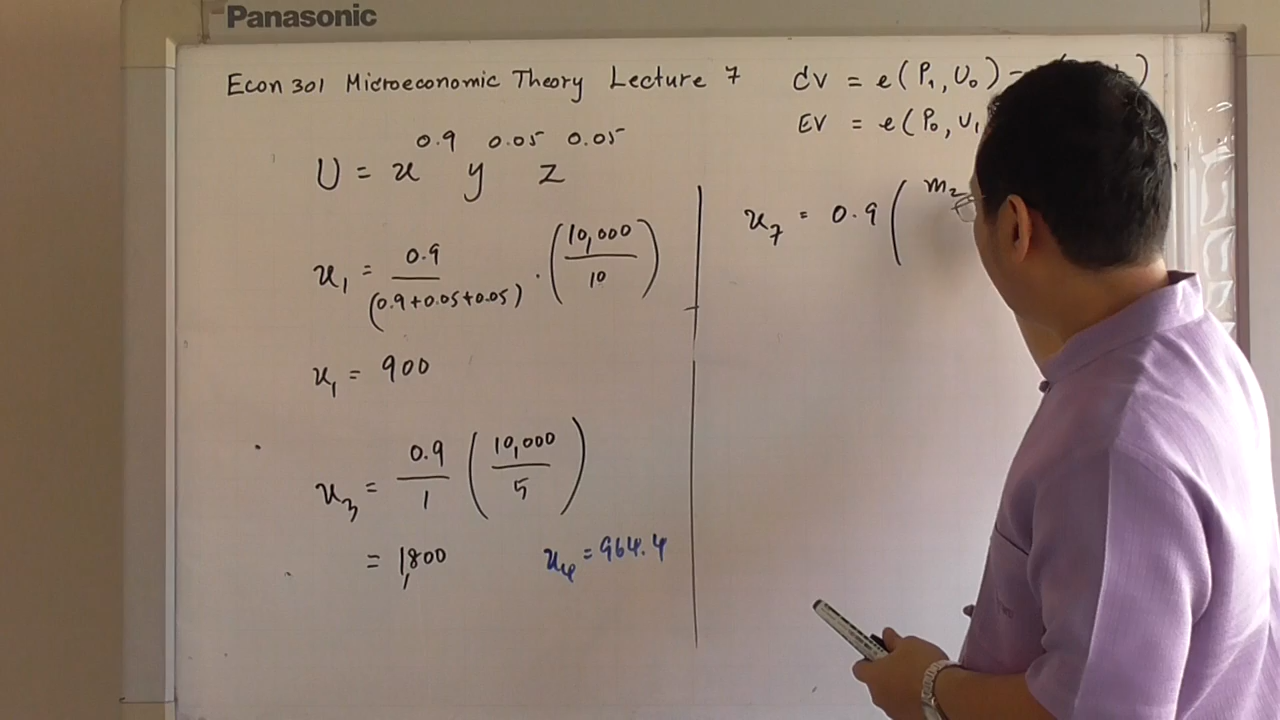 Panasonic
Econ 301 Microeconomic Theory Lecture 7
CV = e(P₁, U₀) –
EV = e(P₀, U₁
U = x^0.9 y^0.05 z^0.05
x₁ = 0.9/(0.9+0.05+0.05) · (10,000/10)
x₁ = 900
x₃ = 0.9/1 (10,000/5)
= 1,800
x₄ = 964.4
x₇ = 0.9 ( m₂